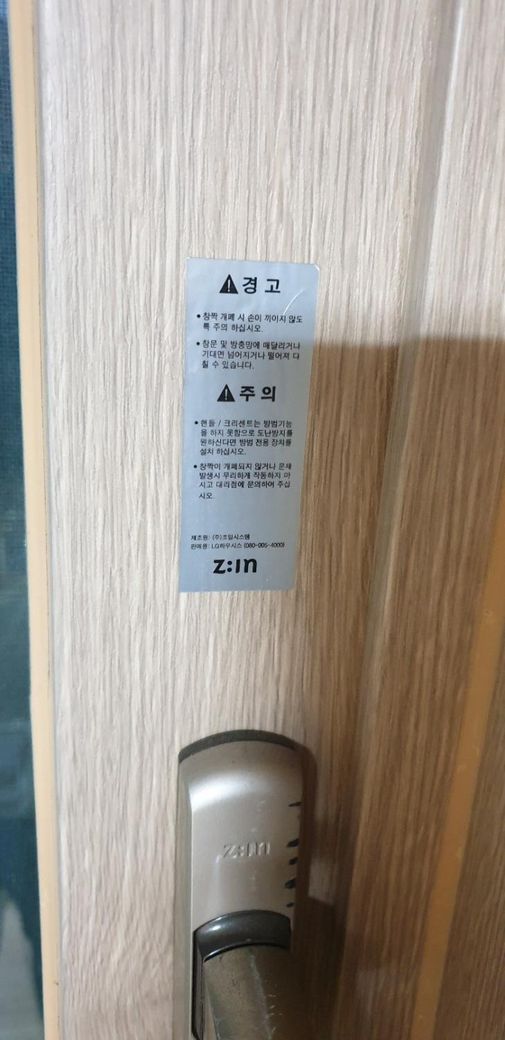 경고
• 창짝 개폐 시 손이 끼이지 않도
록 주의 하십시오.
• 창문 및 방충망에 매달리거나
기대면 넘어지거나 떨어져 다
칠 수 있습니다.
주의
• 핸들 / 크리센트는 방범기능
을 하지 못함으로 도난방지를
원하신다면 방범 전용 장치를
설치 하십시오.
• 창짝이 개폐되지 않거나 문제
발생시 무리하게 작동하지 마
시고 대리점에 문의하여 주십
시오.
제조원: (주)초임시스템
판매원: LG하우시스 (080-005-4000)
Z:IN
Z:IN